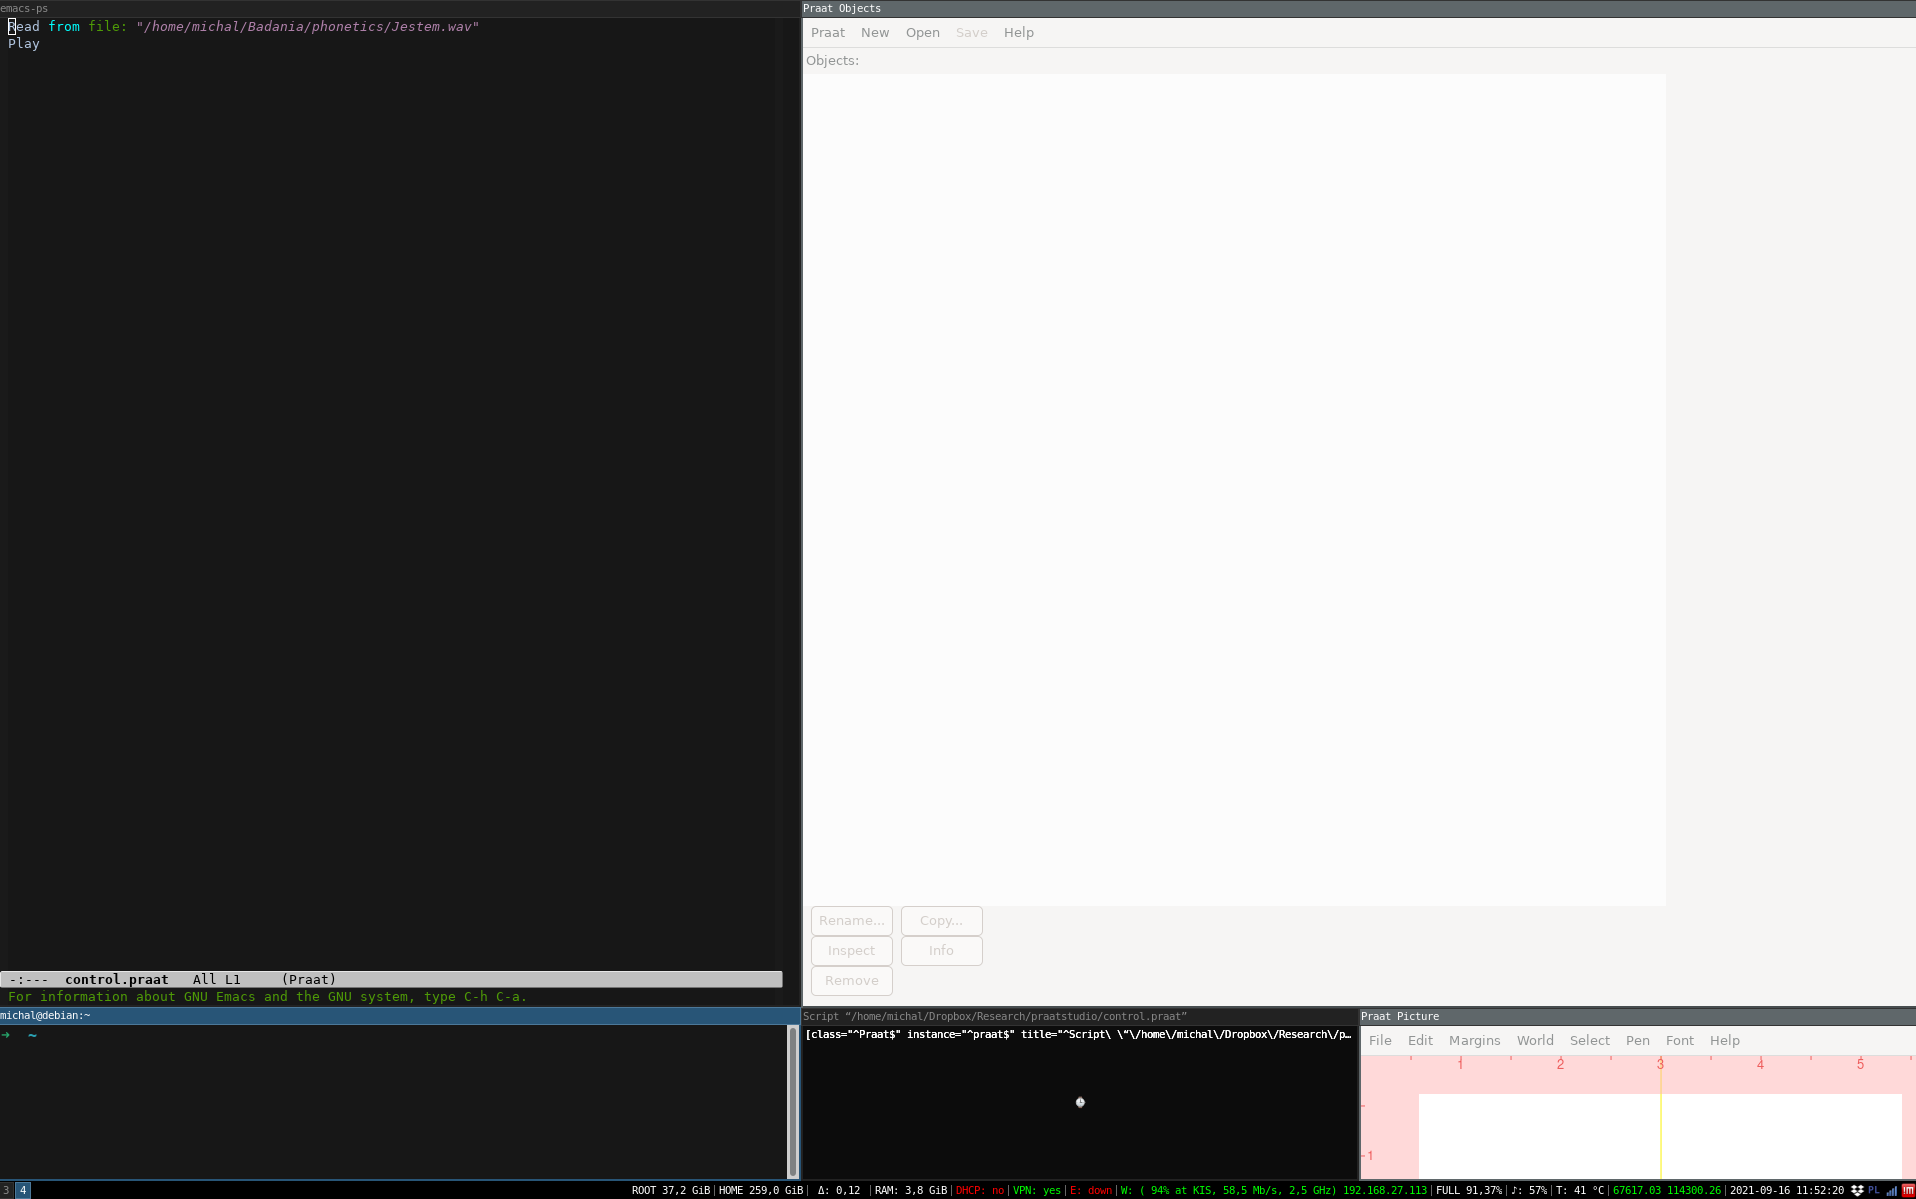 emacs-ps
Read from file: "/home/michal/Badania/phonetics/Jestem.wav"
Play
-:--- control.praat All L1 (Praat)
For information about GNU Emacs and the GNU system, type C-h C-a.
michal@debian:~
→ ~
Praat Objects
Praat New Open Save Help
Objects:
Rename... Copy...
Inspect Info
Remove
Script “/home/michal/Dropbox/Research/praatstudio/control.praat”
[class="^Praat$" instance="^praat$" title="^Script\ \“\/home\/michal\/Dropbox\/Research\/p…
Praat Picture
File Edit Margins World Select Pen Font Help
1 2 3 4 5
1
3 4 ROOT 37,2 GiB|HOME 259,0 GiB| Δ: 0,12 |RAM: 3,8 GiB|DHCP: no|VPN: yes|E: down|W: ( 94% at KIS, 58,5 Mb/s, 2,5 GHz) 192.168.27.113|FULL 91,37%|♪: 57%|T: 41 °C|67617.03 114300.26|2021-09-16 11:52:20 PL